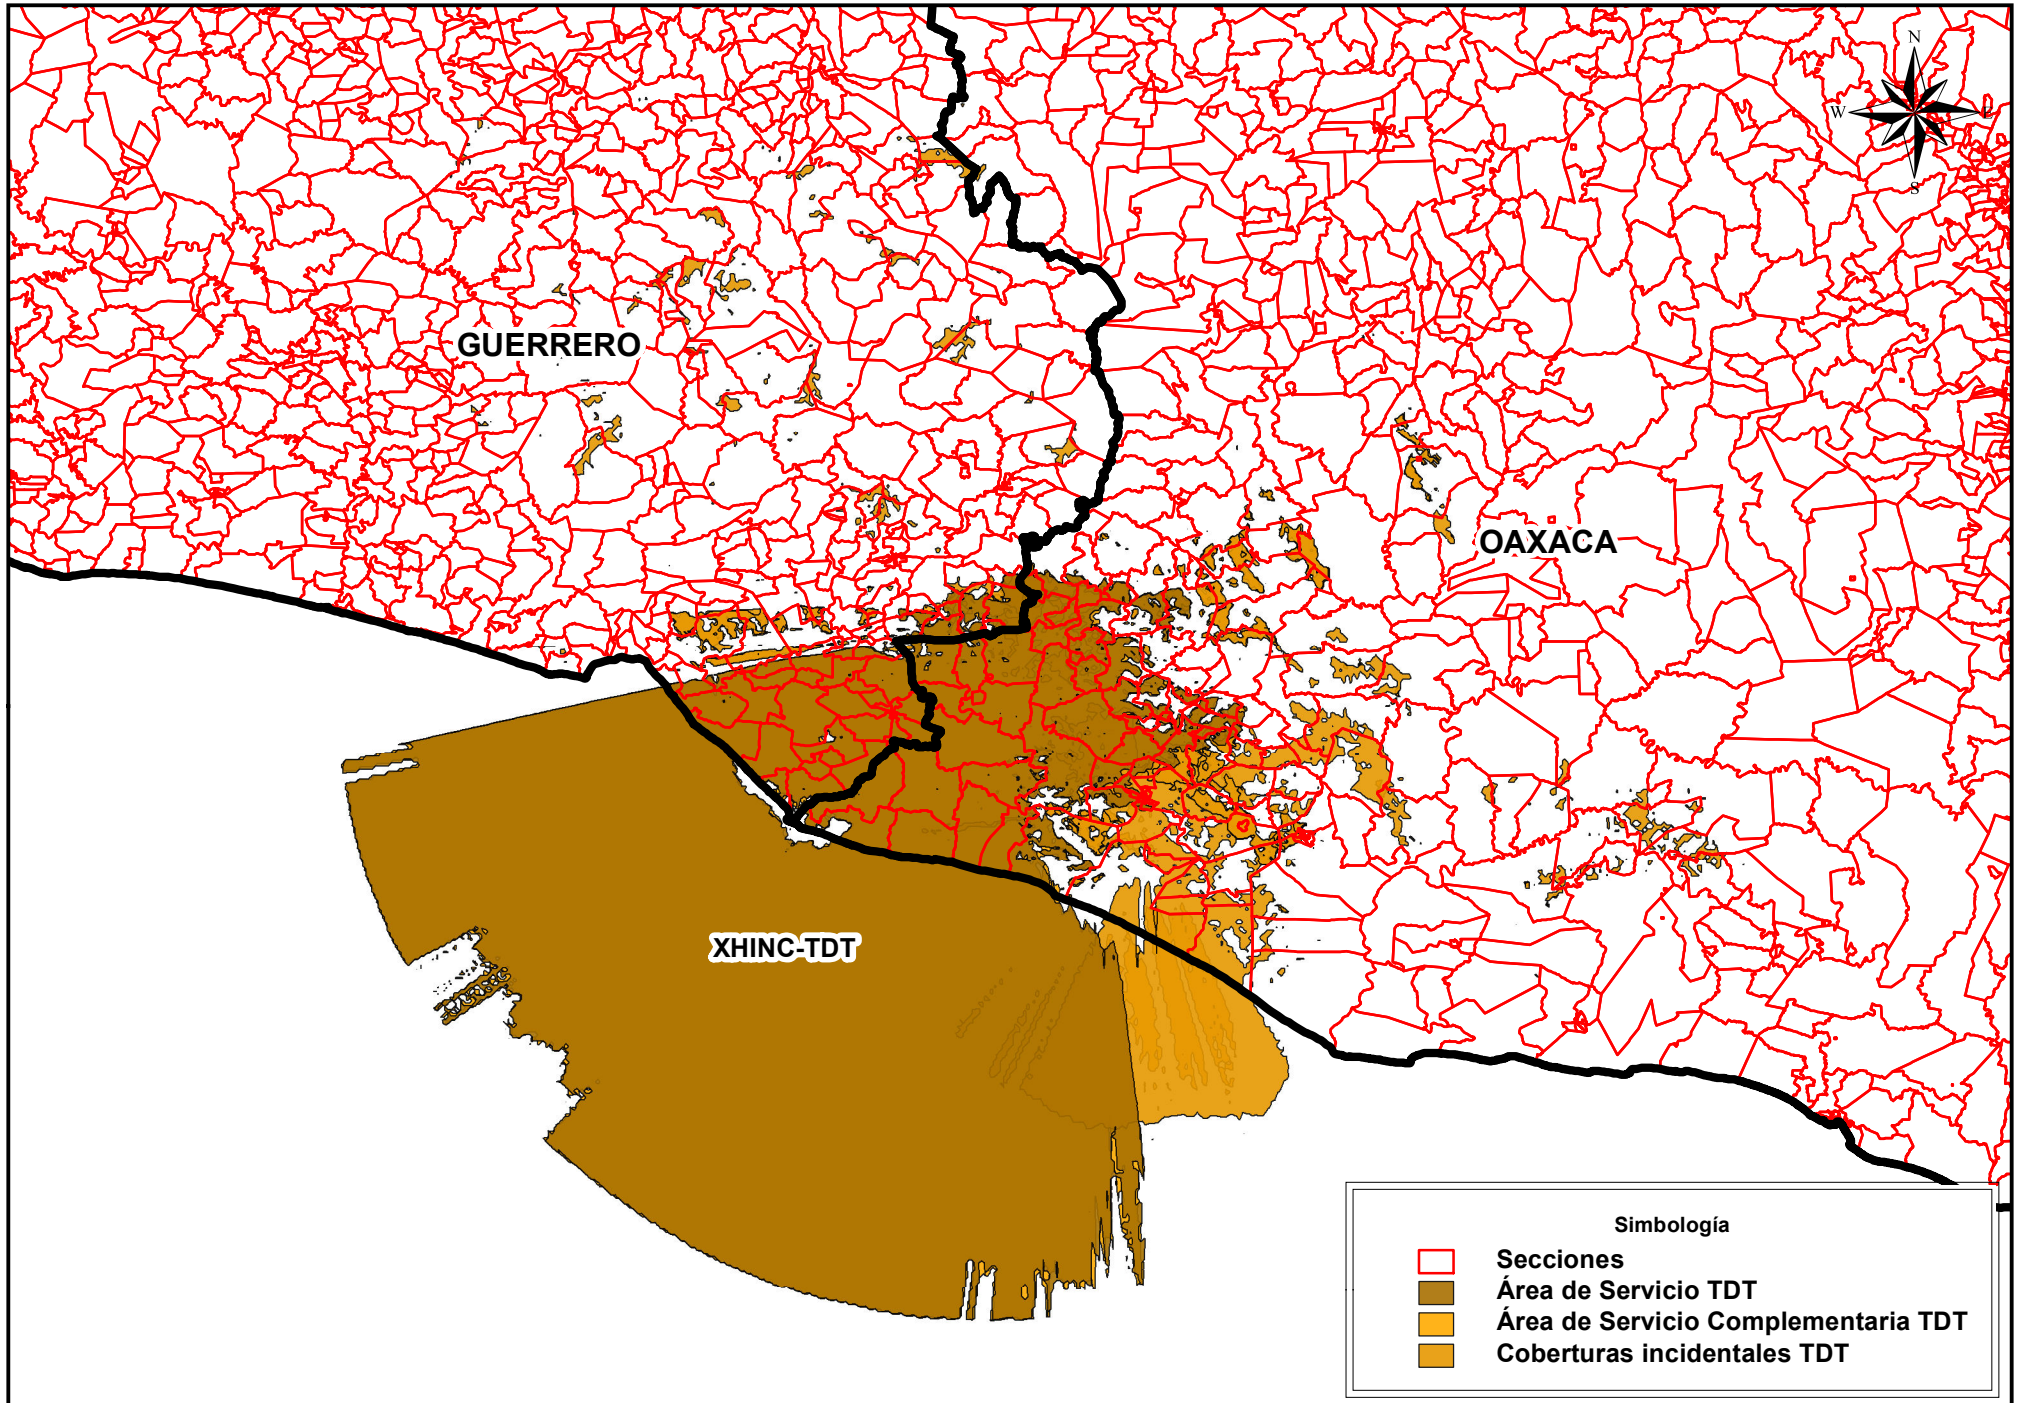 N
W
E
S
GUERRERO
OAXACA
XHINC-TDT
Simbología
Secciones
Área de Servicio TDT
Área de Servicio Complementaria TDT
Coberturas incidentales TDT